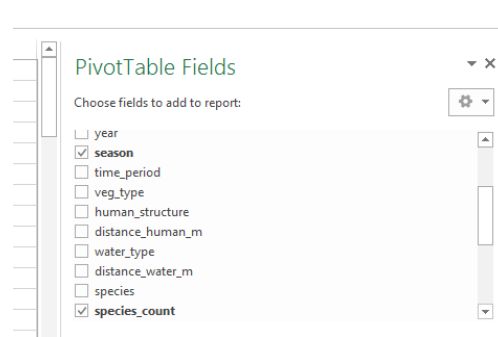 PivotTable Fields
Choose fields to add to report:
year
season
time_period
veg_type
human_structure
distance_human_m
water_type
distance_water_m
species
species_count